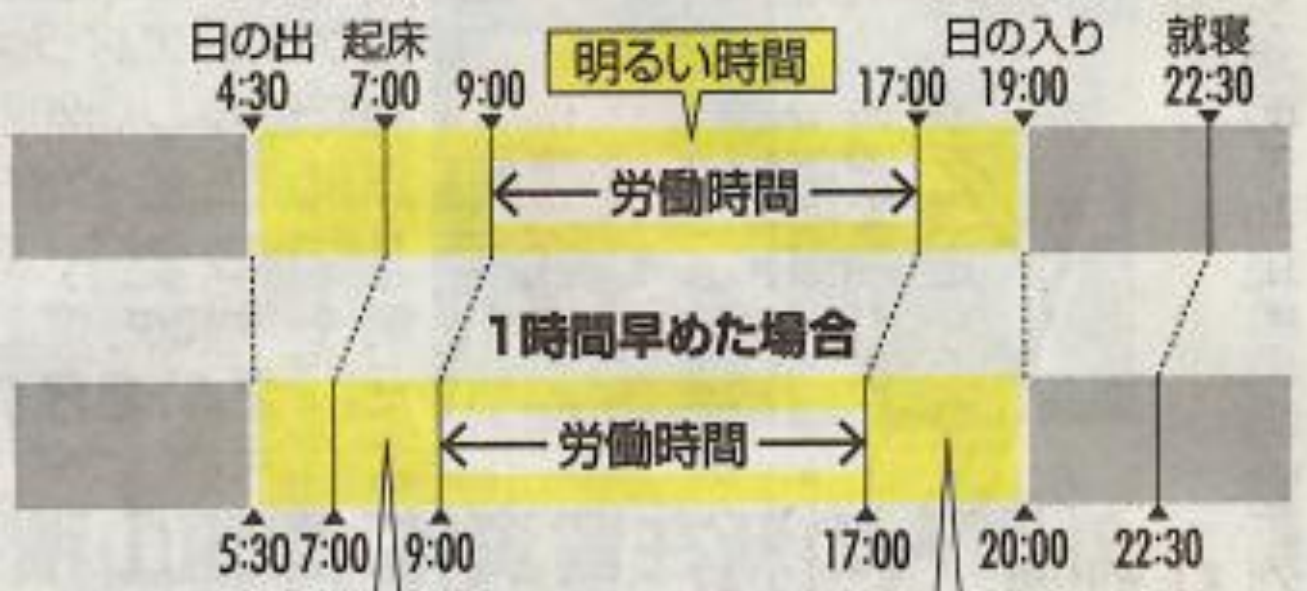 日の出 起床 明るい時間 日の入り 就寝
4:30 7:00 9:00 17:00 19:00 22:30
労働時間
1時間早めた場合
労働時間
5:30 7:00 9:00 17:00 20:00 22:30